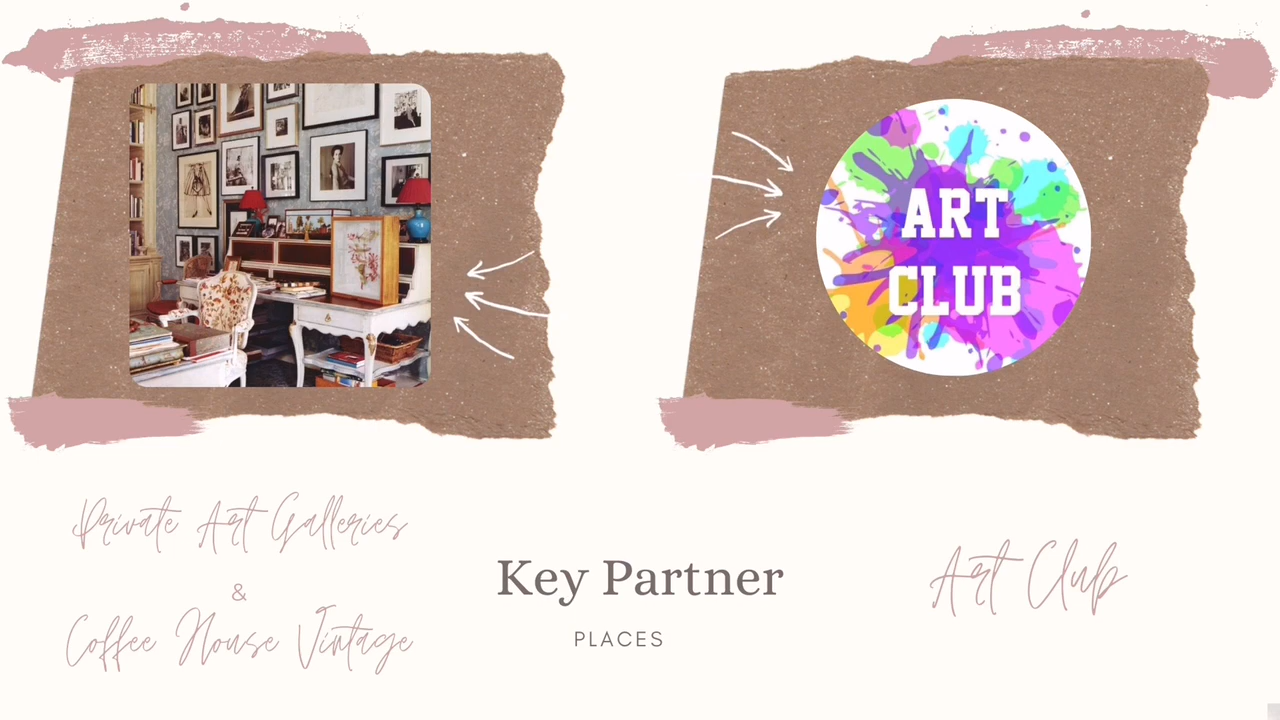 ART
CLUB
Private Art Galleries
&
Coffee House Vintage
Key Partner
PLACES
Art Club